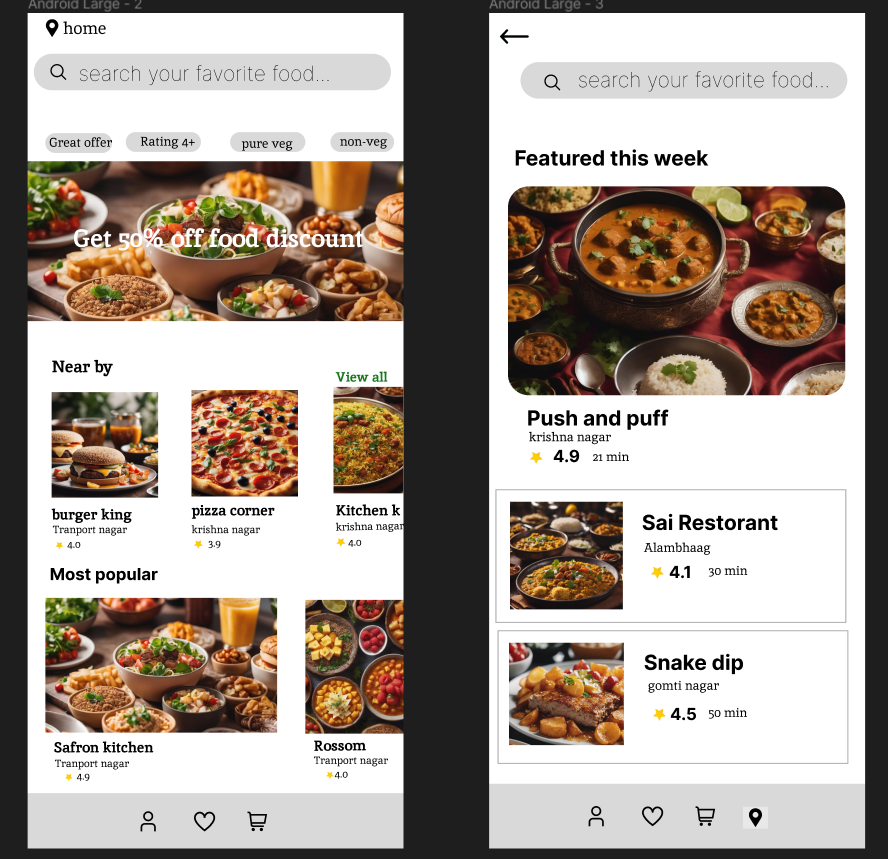 Android Large - 2
home
search your favorite food...
Great offer
Rating 4+
pure veg
non-veg
Get 50% off food discount
Near by
View all
burger king
Tranport nagar
4.0
pizza corner
krishna nagar
3.9
Kitchen k
krishna nagar
4.0
Most popular
Safron kitchen
Tranport nagar
4.9
Rossom
Tranport nagar
4.0
Android Large - 3
search your favorite food...
Featured this week
Push and puff
krishna nagar
4.9 21 min
Sai Restorant
Alambhaag
4.1 30 min
Snake dip
gomti nagar
4.5 50 min